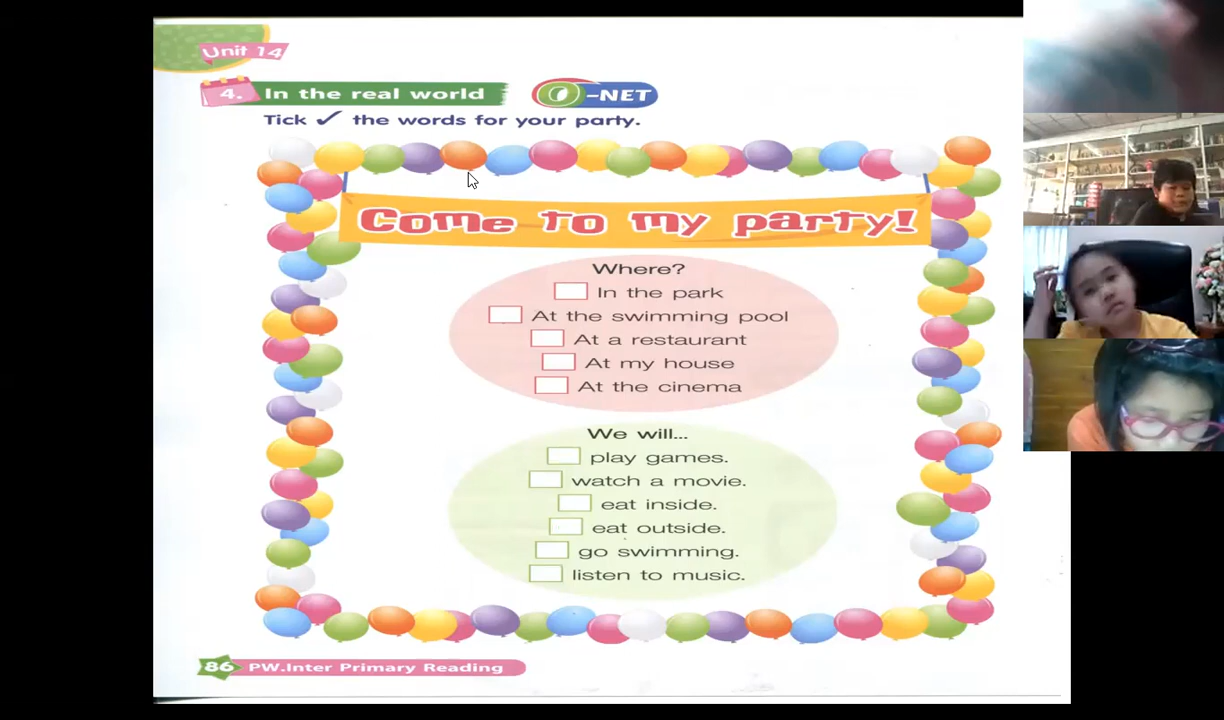 Unit 14
4. In the real world O-NET
Tick ✓ the words for your party.
Come to my party!
Where?
In the park
At the swimming pool
At a restaurant
At my house
At the cinema
We will...
play games.
watch a movie.
eat inside.
eat outside.
go swimming.
listen to music.
86 PW.Inter Primary Reading